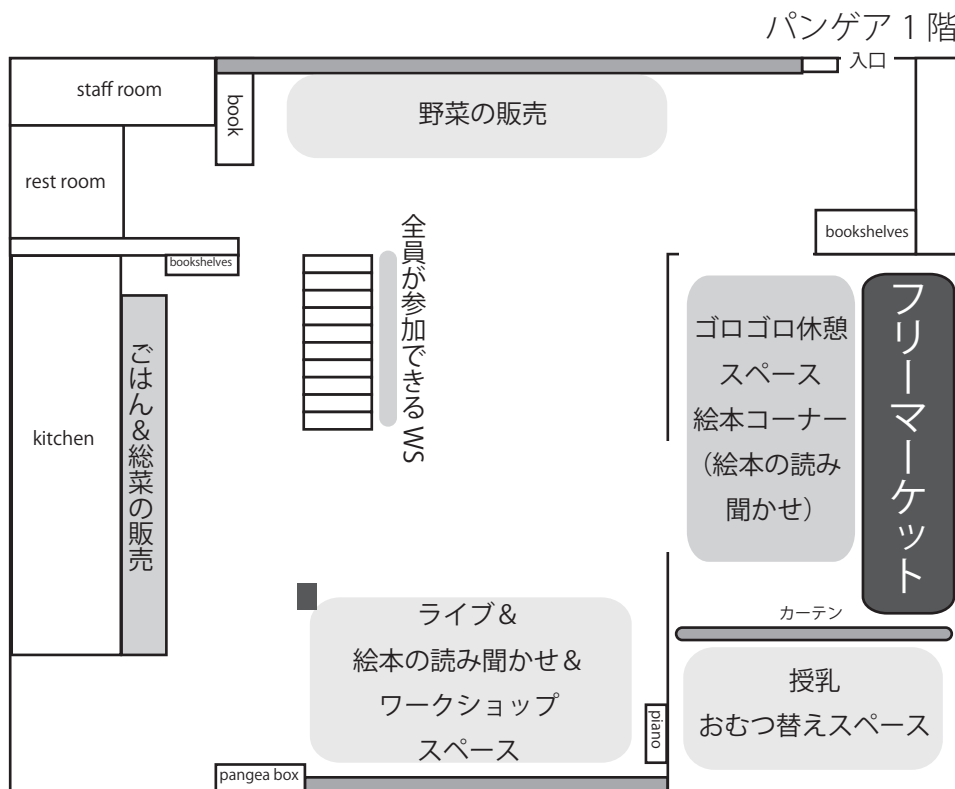 パンゲア 1 階
入口
staff room
book
野菜の販売
rest room
bookshelves
bookshelves
全員が参加できる WS
ゴロゴロ休憩
スペース
絵本コーナー
（絵本の読み
聞かせ）
フリーマーケット
kitchen
ごはん&総菜の販売
カーテン
ライブ&
絵本の読み聞かせ&
ワークショップ
スペース
piano
授乳
おむつ替えスペース
pangea box